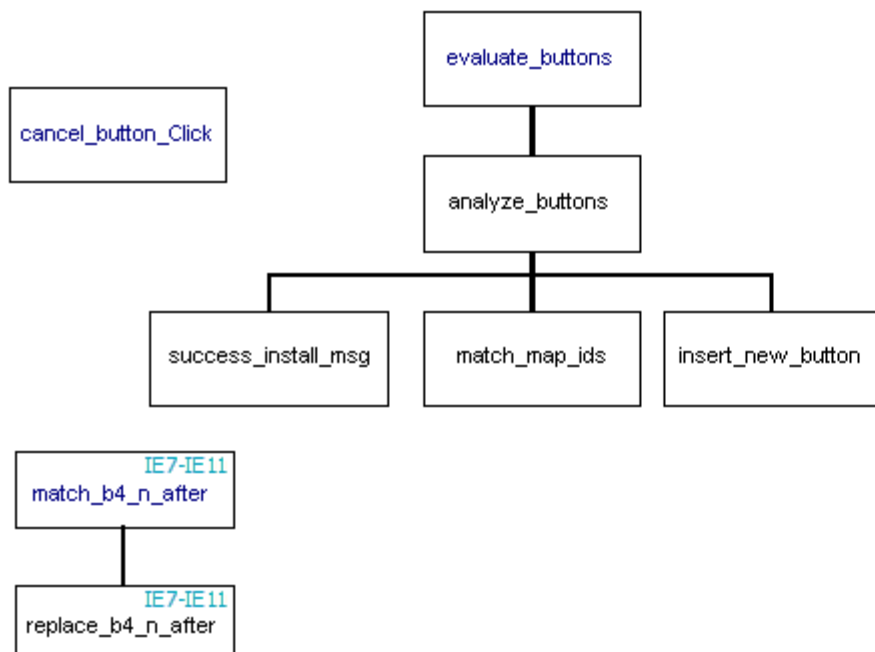 evaluate_buttons
cancel_button_Click
analyze_buttons
success_install_msg
match_map_ids
insert_new_button
IE7-IE11
match_b4_n_after
IE7-IE11
replace_b4_n_after